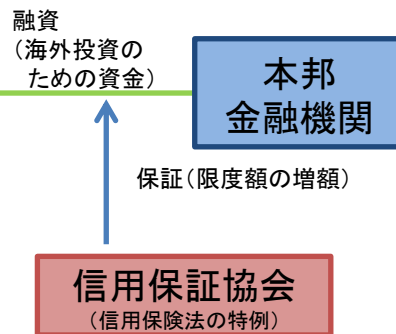 融資
（海外投資の
ための資金）
本邦
金融機関
保証（限度額の増額）
信用保証協会
（信用保険法の特例）